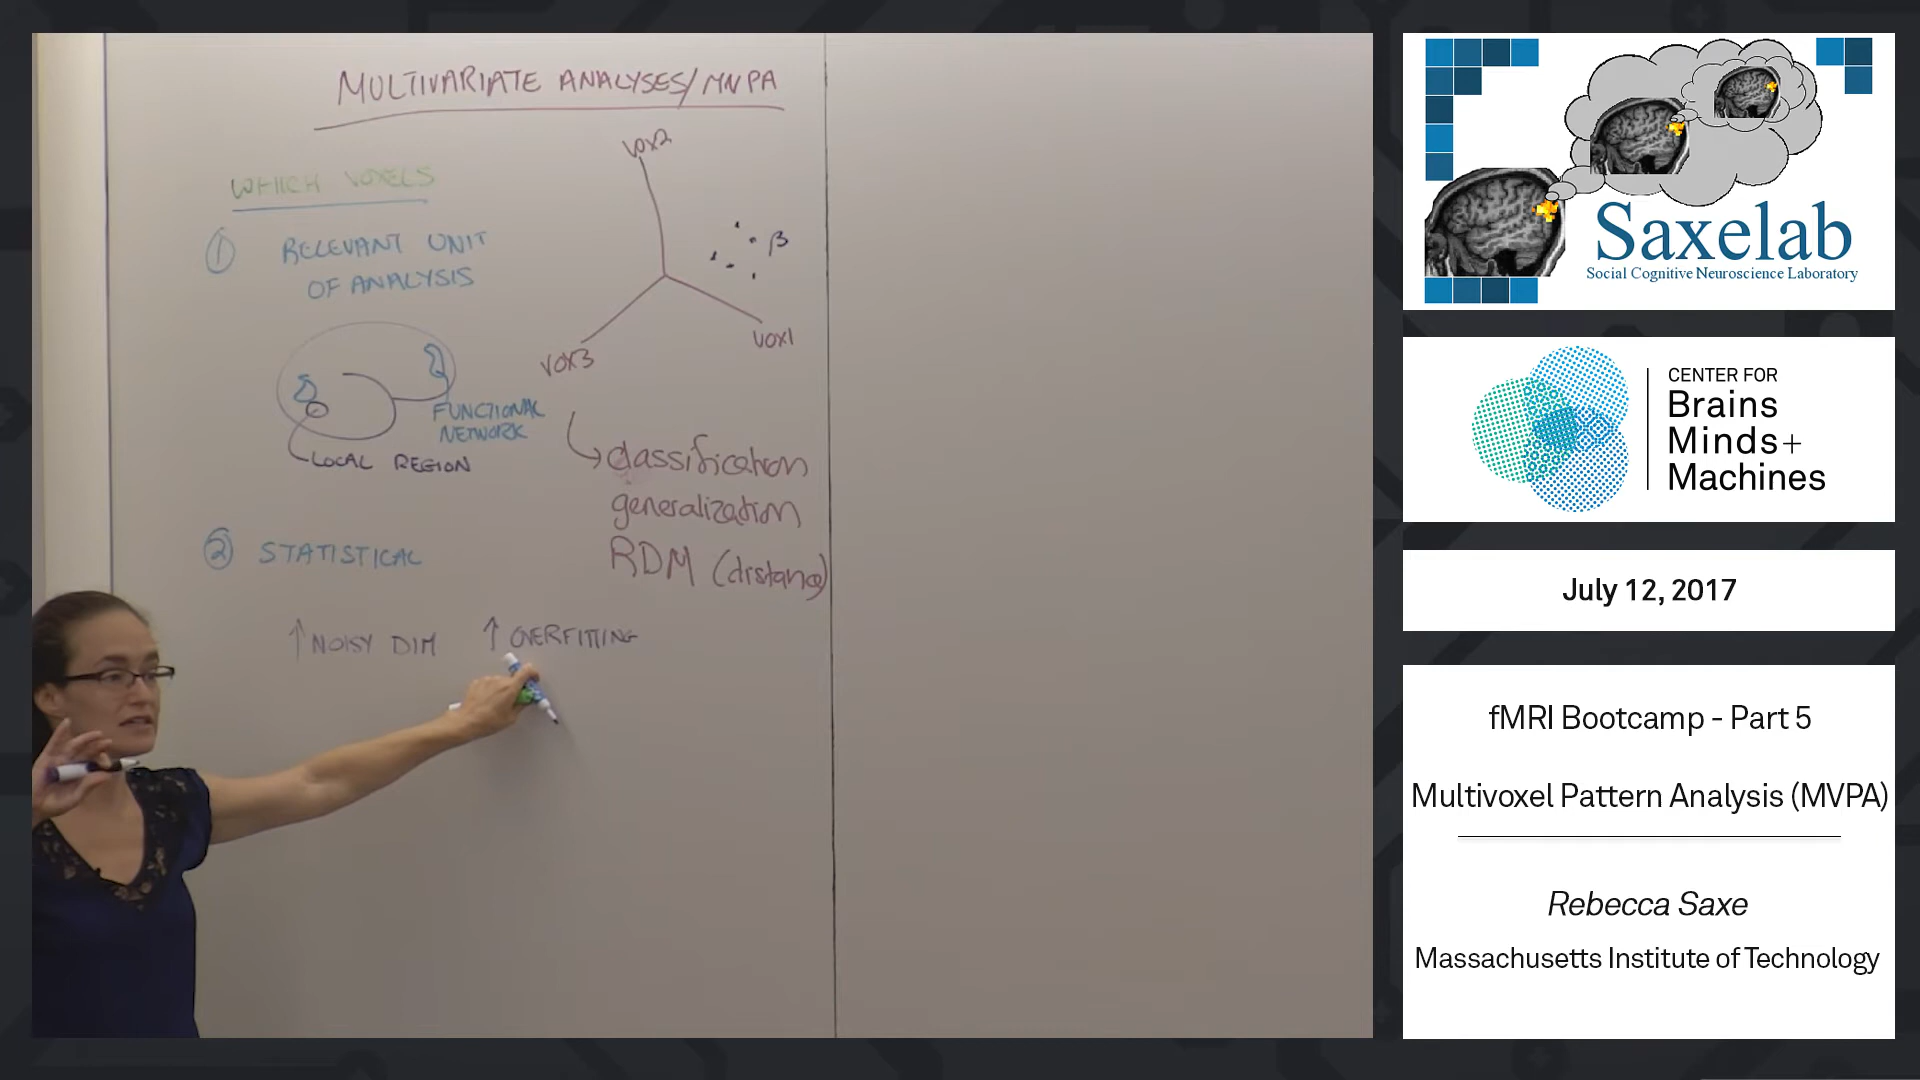 MULTIVARIATE ANALYSES/MVPA
WHICH VOXELS
① RELEVANT UNIT
OF ANALYSIS
VOX2
β
VOX1
VOX3
FUNCTIONAL
NETWORK
LOCAL REGION
classification
generalization
RDM (distance)
② STATISTICAL
↑ NOISY DIM ↑ OVERFITTING
Saxelab
Social Cognitive Neuroscience Laboratory
CENTER FOR
Brains
Minds+
Machines
July 12, 2017
fMRI Bootcamp - Part 5
Multivoxel Pattern Analysis (MVPA)
Rebecca Saxe
Massachusetts Institute of Technology